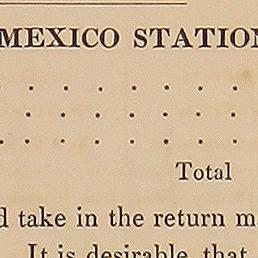 MEXICO STATION
. . . . . . . .
. . . . . . . .
. . . . . . . .
Total
take in the return
It is desirable that